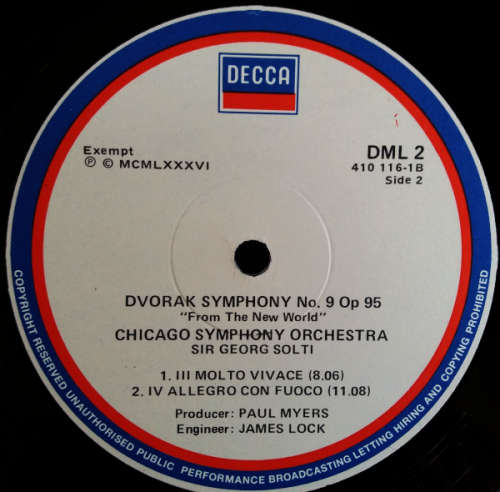 DECCA
Exempt
Ⓟ © MCMLXXXVI
DML 2
410 116-1B
Side 2
DVORAK SYMPHONY No. 9 Op 95
"From The New World"
CHICAGO SYMPHONY ORCHESTRA
SIR GEORG SOLTI
1. III MOLTO VIVACE (8.06)
2. IV ALLEGRO CON FUOCO (11.08)
Producer: PAUL MYERS
Engineer: JAMES LOCK
COPYRIGHT RESERVED UNAUTHORISED PUBLIC PERFORMANCE BROADCASTING LETTING HIRING AND COPYING PROHIBITED